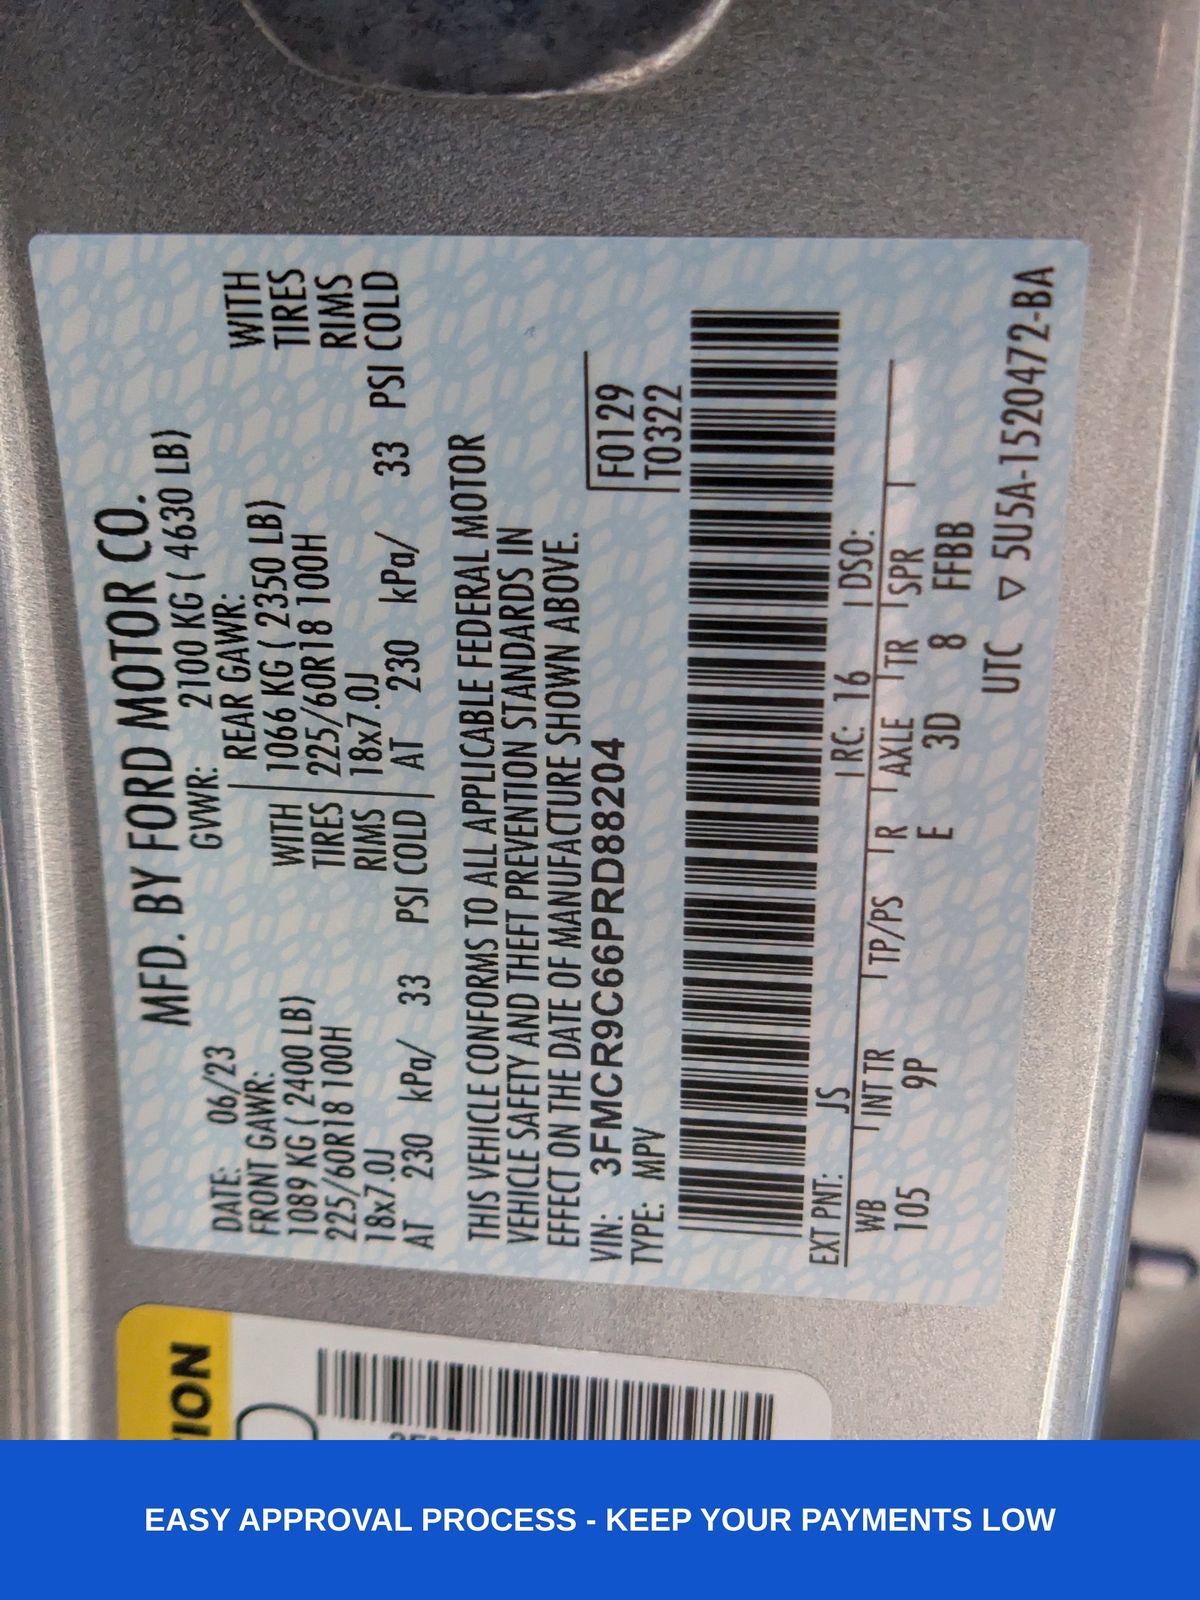 MFD. BY FORD MOTOR CO.
DATE: 06/23 GVWR: 2100 KG ( 4630 LB)
FRONT GAWR: REAR GAWR:
1089 KG ( 2400 LB) WITH 1066 KG ( 2350 LB) WITH
225/60R18 100H TIRES 225/60R18 100H TIRES
18x7.0J RIMS 18x7.0J RIMS
AT 230 kPa/ 33 PSI COLD AT 230 kPa/ 33 PSI COLD
THIS VEHICLE CONFORMS TO ALL APPLICABLE FEDERAL MOTOR
VEHICLE SAFETY AND THEFT PREVENTION STANDARDS IN
EFFECT ON THE DATE OF MANUFACTURE SHOWN ABOVE.
VIN: 3FMCR9C66PRD88204 F0129
TYPE: MPV T0322
EXT PNT: JS RC: 16 DSO:
WB INT TR TP/PS R AXLE TR SPR
105 9P E 3D 8 FFBB
UTC ▽ 5U5A-1520472-BA
EASY APPROVAL PROCESS - KEEP YOUR PAYMENTS LOW